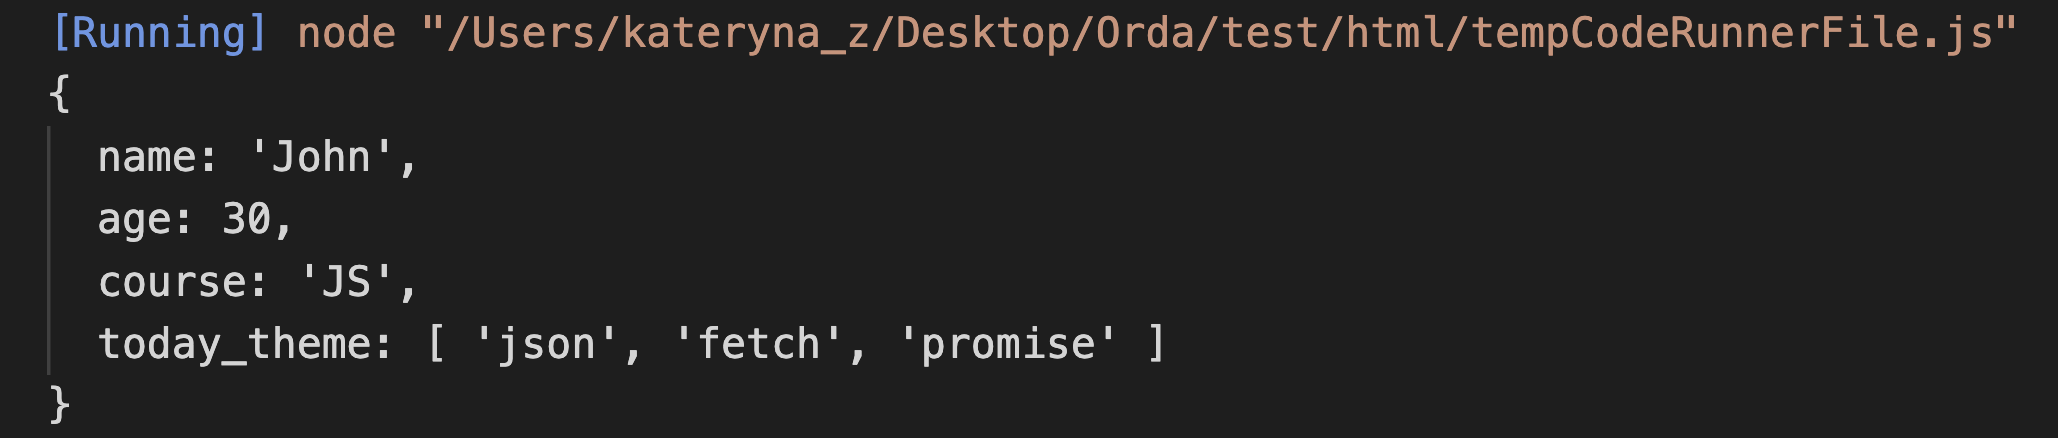 [Running] node "/Users/kateryna_z/Desktop/Orda/test/html/tempCodeRunnerFile.js"
{
  name: 'John',
  age: 30,
  course: 'JS',
  today_theme: [ 'json', 'fetch', 'promise' ]
}